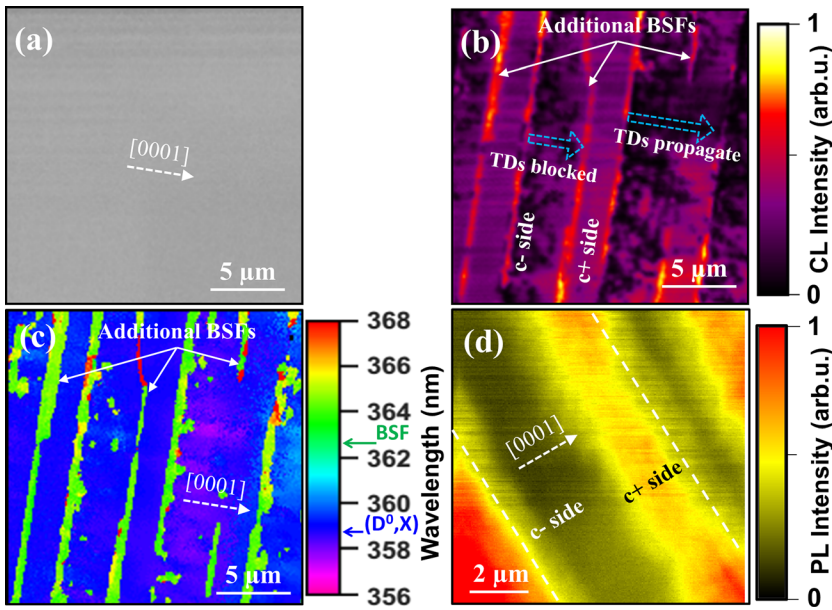 (a)
[0001]
5 µm
(b)
Additional BSFs
TDs blocked
TDs propagate
c- side
c+ side
5 µm
1
0
CL Intensity (arb.u.)
(c)
Additional BSFs
[0001]
5 µm
368
366
364
362
360
358
356
BSF
(D⁰,X)
Wavelength (nm)
(d)
[0001]
c- side
c+ side
2 µm
1
0
PL Intensity (arb.u.)